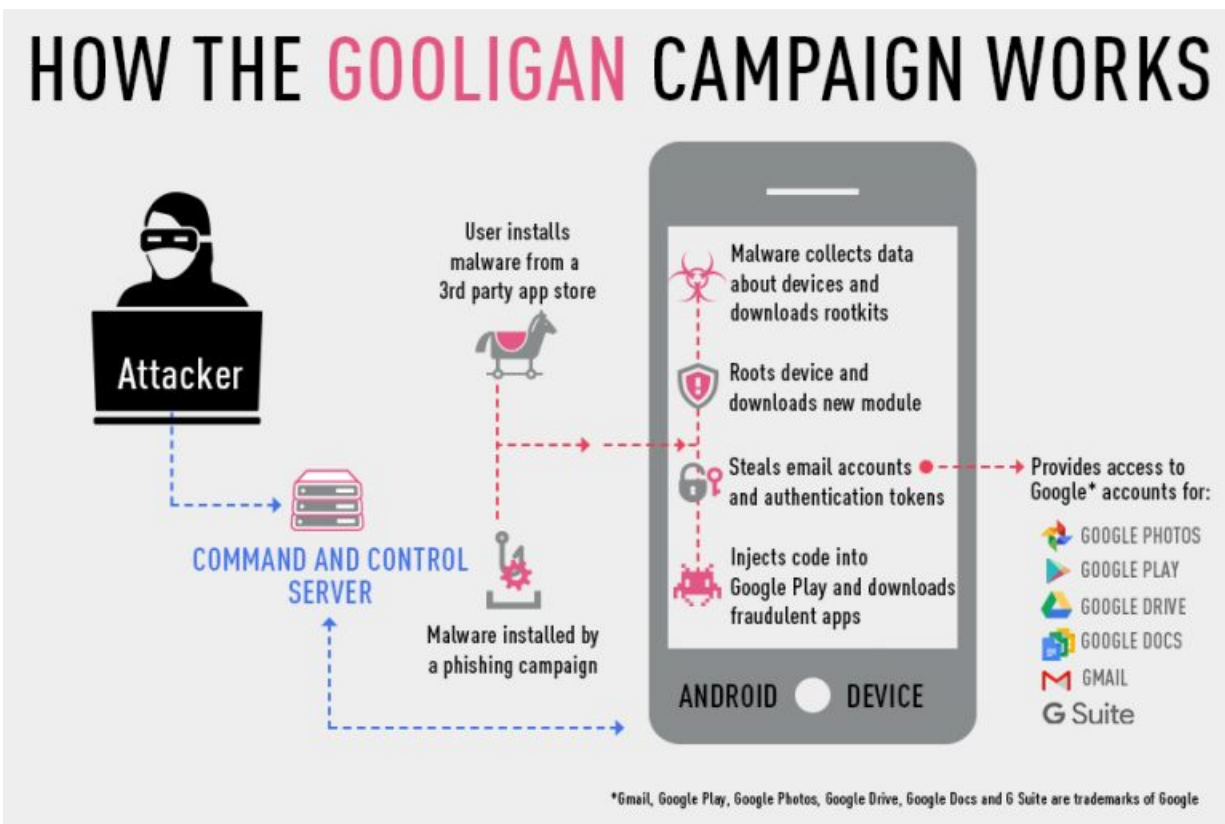 HOW THE GOOLIGAN CAMPAIGN WORKS
Attacker
COMMAND AND CONTROL
SERVER
User installs
malware from a
3rd party app store
Malware installed by
a phishing campaign
Malware collects data
about devices and
downloads rootkits
Roots device and
downloads new module
Steals email accounts
and authentication tokens
Injects code into
Google Play and downloads
fraudulent apps
ANDROID DEVICE
Provides access to
Google* accounts for:
GOOGLE PHOTOS
GOOGLE PLAY
GOOGLE DRIVE
GOOGLE DOCS
GMAIL
G Suite
*Gmail, Google Play, Google Photos, Google Drive, Google Docs and G Suite are trademarks of Google